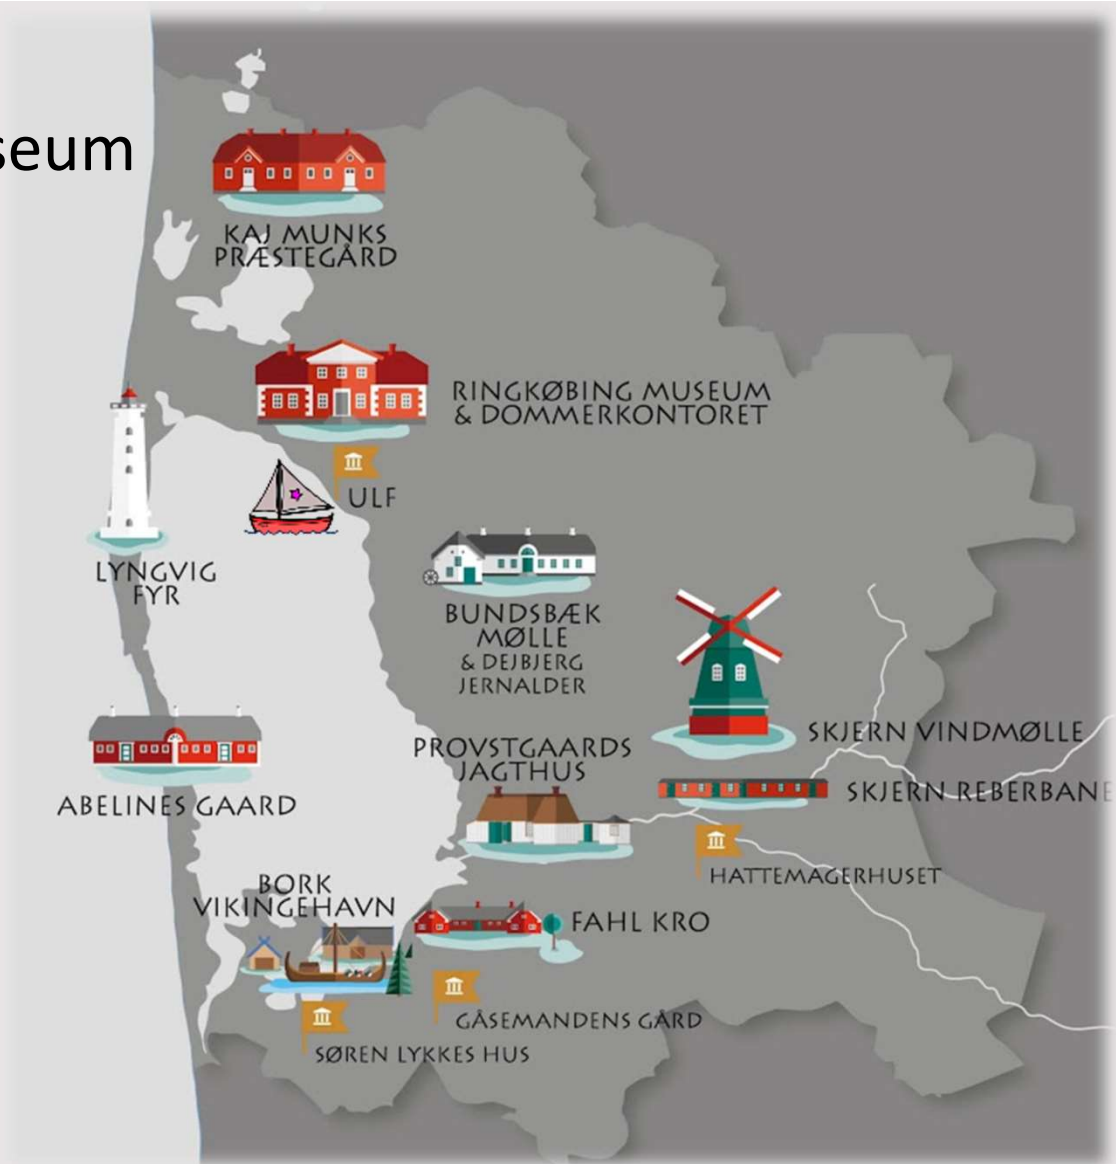 seum
KAJ MUNKS
PRÆSTEGÅRD
RINGKØBING MUSEUM
& DOMMERKONTORET
ULF
LYNGVIG
FYR
BUNDSBÆK
MØLLE
& DEJBJERG
JERNALDER
SKJERN VINDMØLLE
PROVSTGAARDS
JAGTHUS
SKJERN REBERBANE
ABELINES GAARD
HATTEMAGERHUSET
BORK
VIKINGEHAVN
FAHL KRO
GÅSEMANDENS GÅRD
SØREN LYKKES HUS